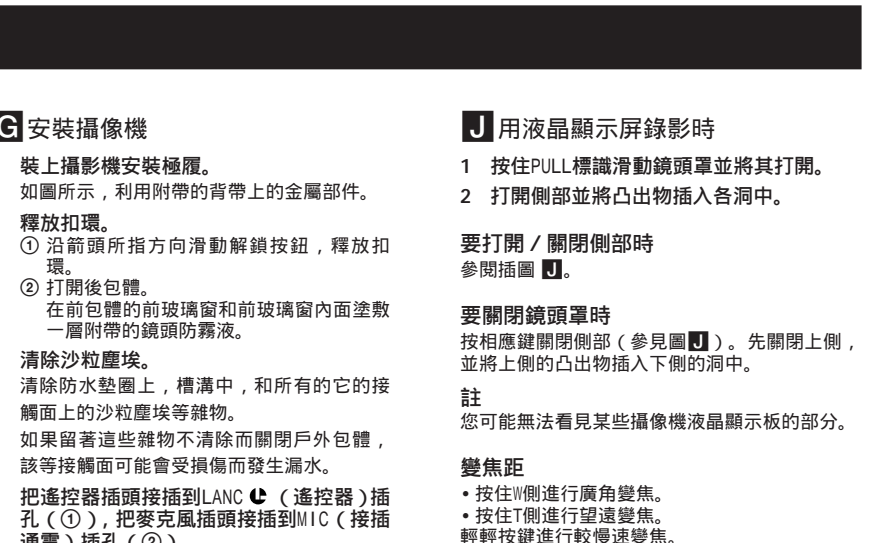 G 安裝攝像機
裝上攝影機安裝極履。
如圖所示，利用附帶的背帶上的金屬部件。
釋放扣環。
① 沿箭頭所指方向滑動解鎖按鈕，釋放扣
環。
② 打開後包體。
在前包體的前玻璃窗和前玻璃窗內面塗敷
一層附帶的鏡頭防霧液。
清除沙粒塵埃。
清除防水墊圈上，槽溝中，和所有的它的接
觸面上的沙粒塵埃等雜物。
如果留著這些雜物不清除而關閉戶外包體，
該等接觸面可能會受損傷而發生漏水。
把遙控器插頭接插到LANC （遙控器）插
孔（①），把麥克風插頭接插到MIC（接插
通電）插孔（②）
J 用液晶顯示屏錄影時
1 按住PULL標識滑動鏡頭罩並將其打開。
2 打開側部並將凸出物插入各洞中。
要打開 / 關閉側部時
參閱插圖 J。
要關閉鏡頭罩時
按相應鍵關閉側部（參見圖J）。先關閉上側，
並將上側的凸出物插入下側的洞中。
註
您可能無法看見某些攝像機液晶顯示板的部分。
變焦距
• 按住W側進行廣角變焦。
• 按住T側進行望遠變焦。
輕輕按鍵進行較慢速變焦。